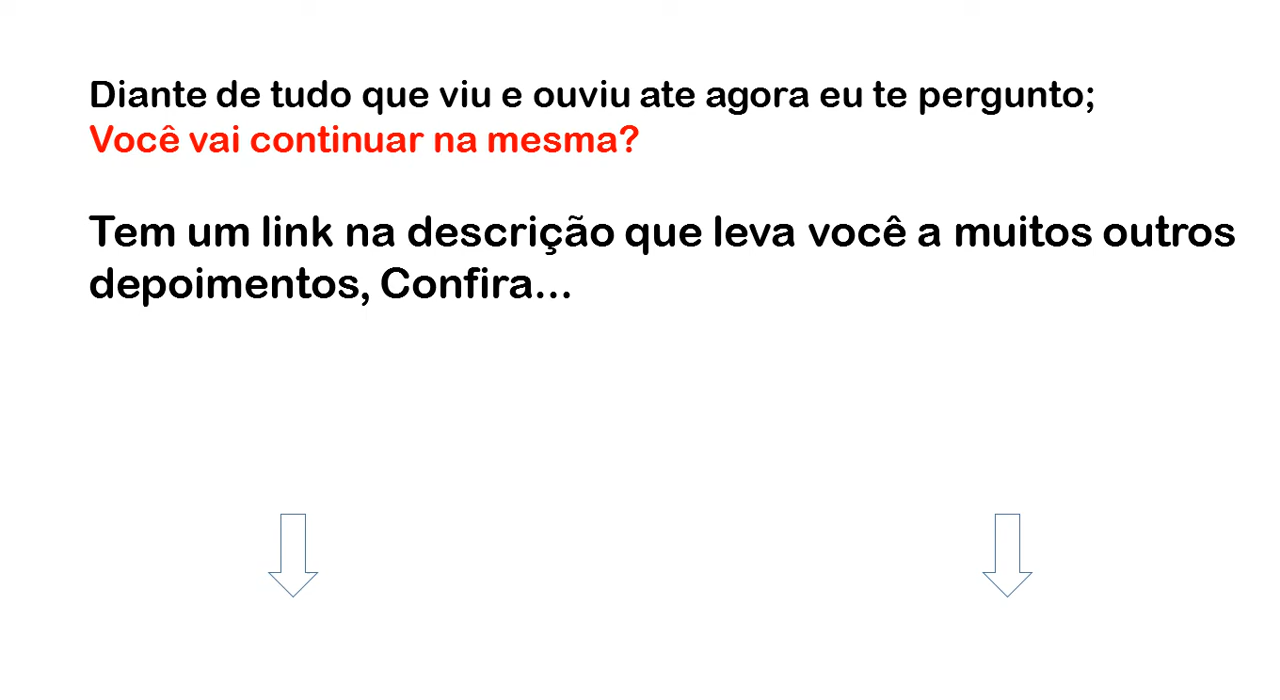 Diante de tudo que viu e ouviu ate agora eu te pergunto;
Você vai continuar na mesma?
Tem um link na descrição que leva você a muitos outros
depoimentos, Confira...